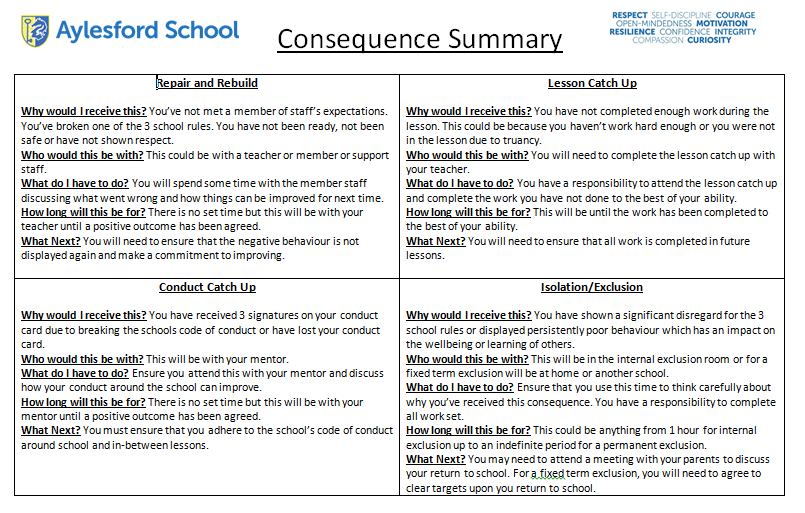 Aylesford School
Consequence Summary
RESPECT SELF-DISCIPLINE COURAGE
OPEN-MINDEDNESS MOTIVATION
RESILIENCE CONFIDENCE INTEGRITY
COMPASSION CURIOSITY
Repair and Rebuild
Why would I receive this? You've not met a member of staff's expectations.
You've broken one of the 3 school rules. You have not been ready, not been
safe or have not shown respect.
Who would this be with? This could be with a teacher or member or support
staff.
What do I have to do? You will spend some time with the member staff
discussing what went wrong and how things can be improved for next time.
How long will this be for? There is no set time but this will be with your
teacher until a positive outcome has been agreed.
What Next? You will need to ensure that the negative behaviour is not
displayed again and make a commitment to improving.
Lesson Catch Up
Why would I receive this? You have not completed enough work during the
lesson. This could be because you haven't work hard enough or you were not
in the lesson due to truancy.
Who would this be with? You will need to complete the lesson catch up with
your teacher.
What do I have to do? You have a responsibility to attend the lesson catch up
and complete the work you have not done to the best of your ability.
How long will this be for? This will be until the work has been completed to
the best of your ability.
What Next? You will need to ensure that all work is completed in future
lessons.
Conduct Catch Up
Why would I receive this? You have received 3 signatures on your conduct
card due to breaking the schools code of conduct or have lost your conduct
card.
Who would this be with? This will be with your mentor.
What do I have to do? Ensure you attend this with your mentor and discuss
how your conduct around the school can improve.
How long will this be for? There is no set time but this will be with your
mentor until a positive outcome has been agreed.
What Next? You must ensure that you adhere to the school's code of conduct
around school and in-between lessons.
Isolation/Exclusion
Why would I receive this? You have shown a significant disregard for the 3
school rules or displayed persistently poor behaviour which has an impact on
the wellbeing or learning of others.
Who would this be with? This will be in the internal exclusion room or for a
fixed term exclusion will be at home or another school.
What do I have to do? Ensure that you use this time to think carefully about
why you've received this consequence. You have a responsibility to complete
all work set.
How long will this be for? This could be anything from 1 hour for internal
exclusion up to an indefinite period for a permanent exclusion.
What Next? You may need to attend a meeting with your parents to discuss
your return to school. For a fixed term exclusion, you will need to agree to
clear targets upon you return to school.